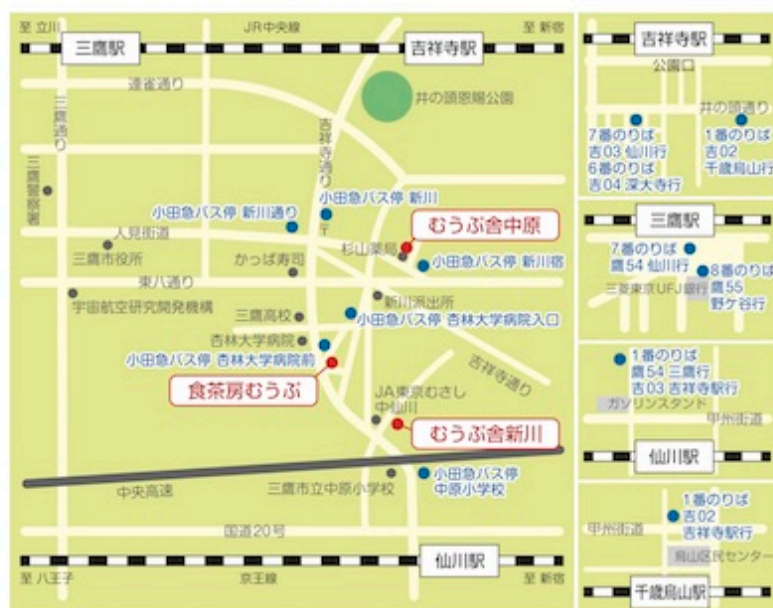 至 立川
JR中央線
至 新宿
三鷹駅
吉祥寺駅
連雀通り
井の頭恩賜公園
三鷹通り
吉祥寺通り
三鷹警察署
小田急バス停 新川通り
小田急バス停 新川
〒
むうぷ舎中原
人見街道
杉山薬局
三鷹市役所
かっぱ寿司
小田急バス停 新川宿
東八通り
宇宙航空研究開発機構
新川派出所
三鷹高校
小田急バス停 杏林大学病院入口
杏林大学病院
小田急バス停 杏林大学病院前
吉祥寺通り
食茶房むうぷ
JA東京むさし
中仙川
むうぷ舎新川
中央高速
三鷹市立中原小学校
小田急バス停
中原小学校
国道20号
仙川駅
至 八王子
京王線
至 新宿
吉祥寺駅
公園口
井の頭通り
7番のりば
吉03 仙川行
6番のりば
吉04 深大寺行
1番のりば
吉02
千歳烏山行
三鷹駅
7番のりば
鷹54 仙川行
8番のりば
鷹55
野ケ谷行
三菱東京UFJ銀行
1番のりば
鷹54 三鷹行
吉03 吉祥寺駅行
ガソリンスタンド
甲州街道
仙川駅
1番のりば
吉02
吉祥寺駅行
甲州街道
烏山区民センター
千歳烏山駅